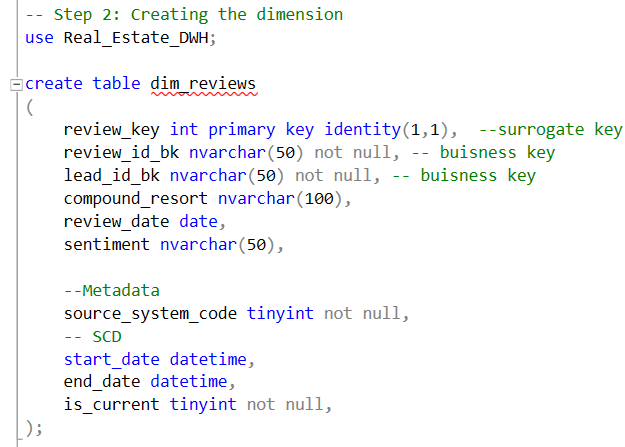 -- Step 2: Creating the dimension
use Real_Estate_DWH;
create table dim_reviews
(
review_key int primary key identity(1,1),  --surrogate key
review_id_bk nvarchar(50) not null, -- buisness key
lead_id_bk nvarchar(50) not null, -- buisness key
compound_resort nvarchar(100),
review_date date,
sentiment nvarchar(50),
--Metadata
source_system_code tinyint not null,
-- SCD
start_date datetime,
end_date datetime,
is_current tinyint not null,
);